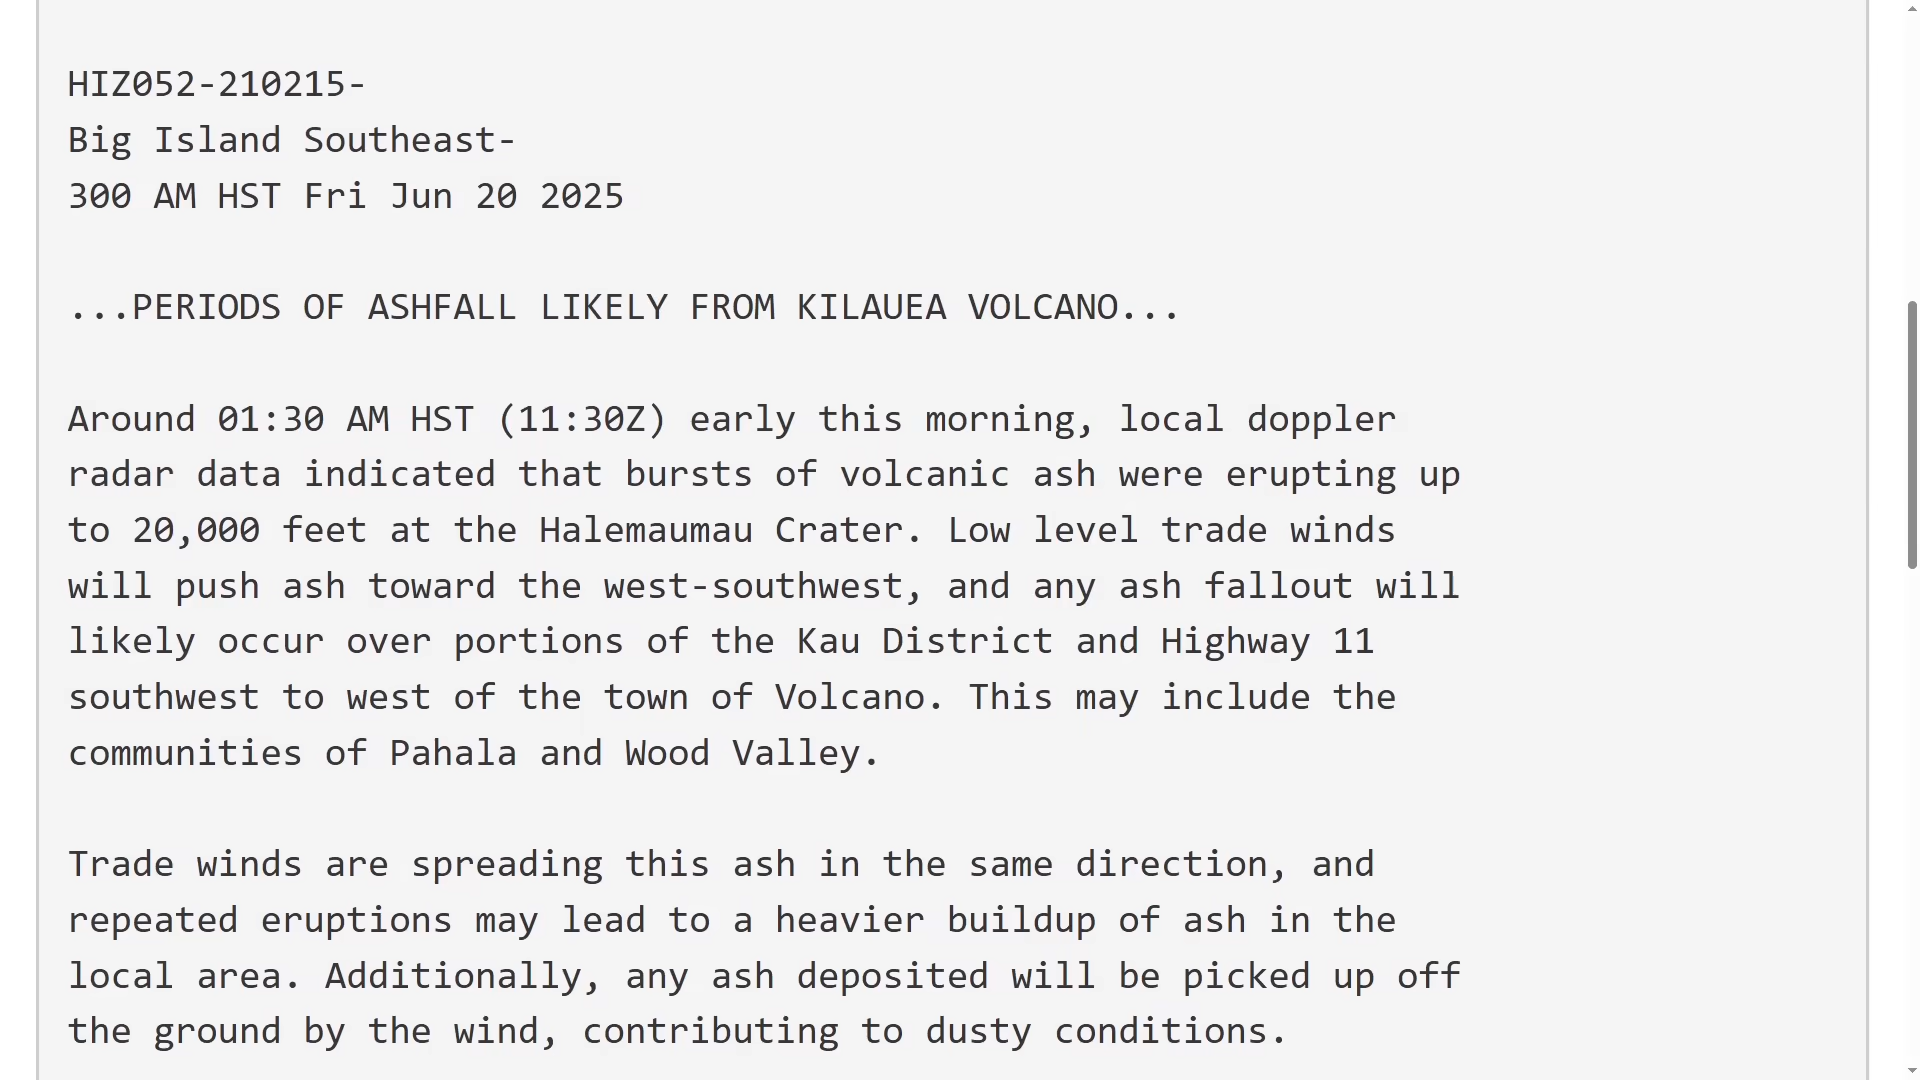 HIZ052-210215-
Big Island Southeast-
300 AM HST Fri Jun 20 2025
...PERIODS OF ASHFALL LIKELY FROM KILAUEA VOLCANO...
Around 01:30 AM HST (11:30Z) early this morning, local doppler
radar data indicated that bursts of volcanic ash were erupting up
to 20,000 feet at the Halemaumau Crater. Low level trade winds
will push ash toward the west-southwest, and any ash fallout will
likely occur over portions of the Kau District and Highway 11
southwest to west of the town of Volcano. This may include the
communities of Pahala and Wood Valley.
Trade winds are spreading this ash in the same direction, and
repeated eruptions may lead to a heavier buildup of ash in the
local area. Additionally, any ash deposited will be picked up off
the ground by the wind, contributing to dusty conditions.